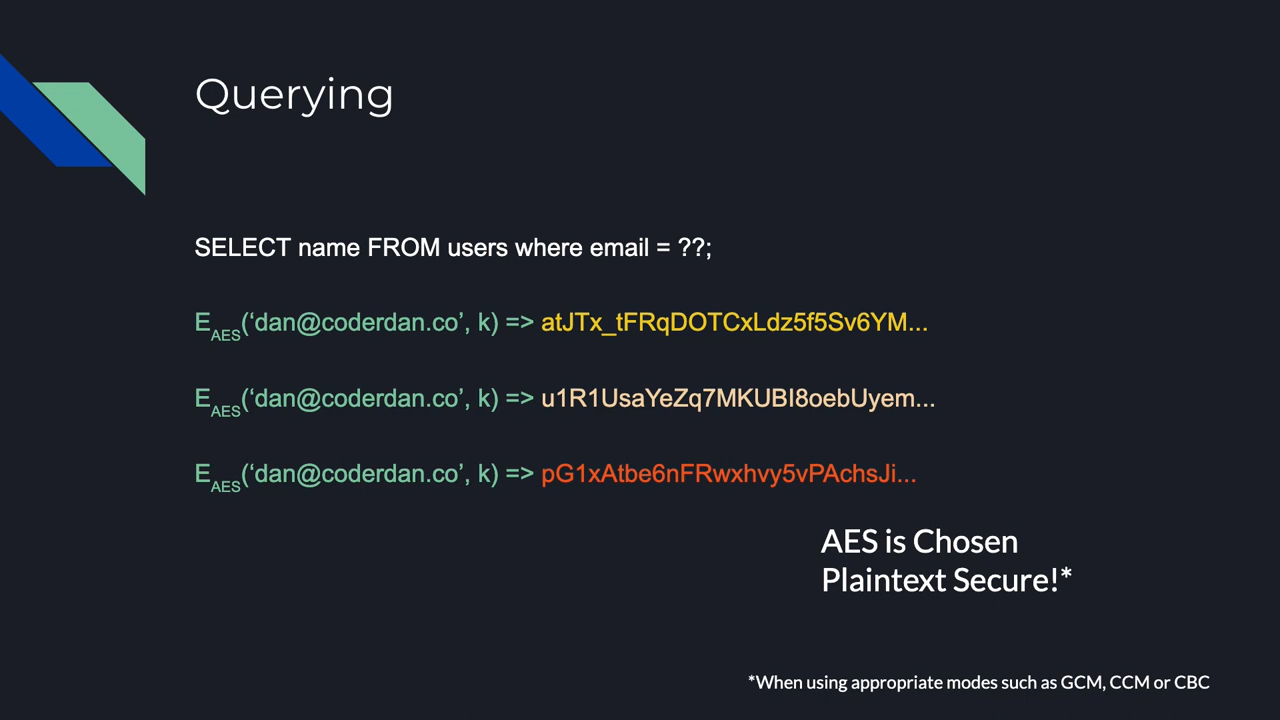 Querying
SELECT name FROM users where email = ??;
EAES(‘dan@coderdan.co’, k) => atJTx_tFRqDOTCxLdz5f5Sv6YM...
EAES(‘dan@coderdan.co’, k) => u1R1UsaYeZq7MKUBI8oebUyem...
EAES(‘dan@coderdan.co’, k) => pG1xAtbe6nFRwxhvy5vPAchsJi...
AES is Chosen
Plaintext Secure!*
*When using appropriate modes such as GCM, CCM or CBC